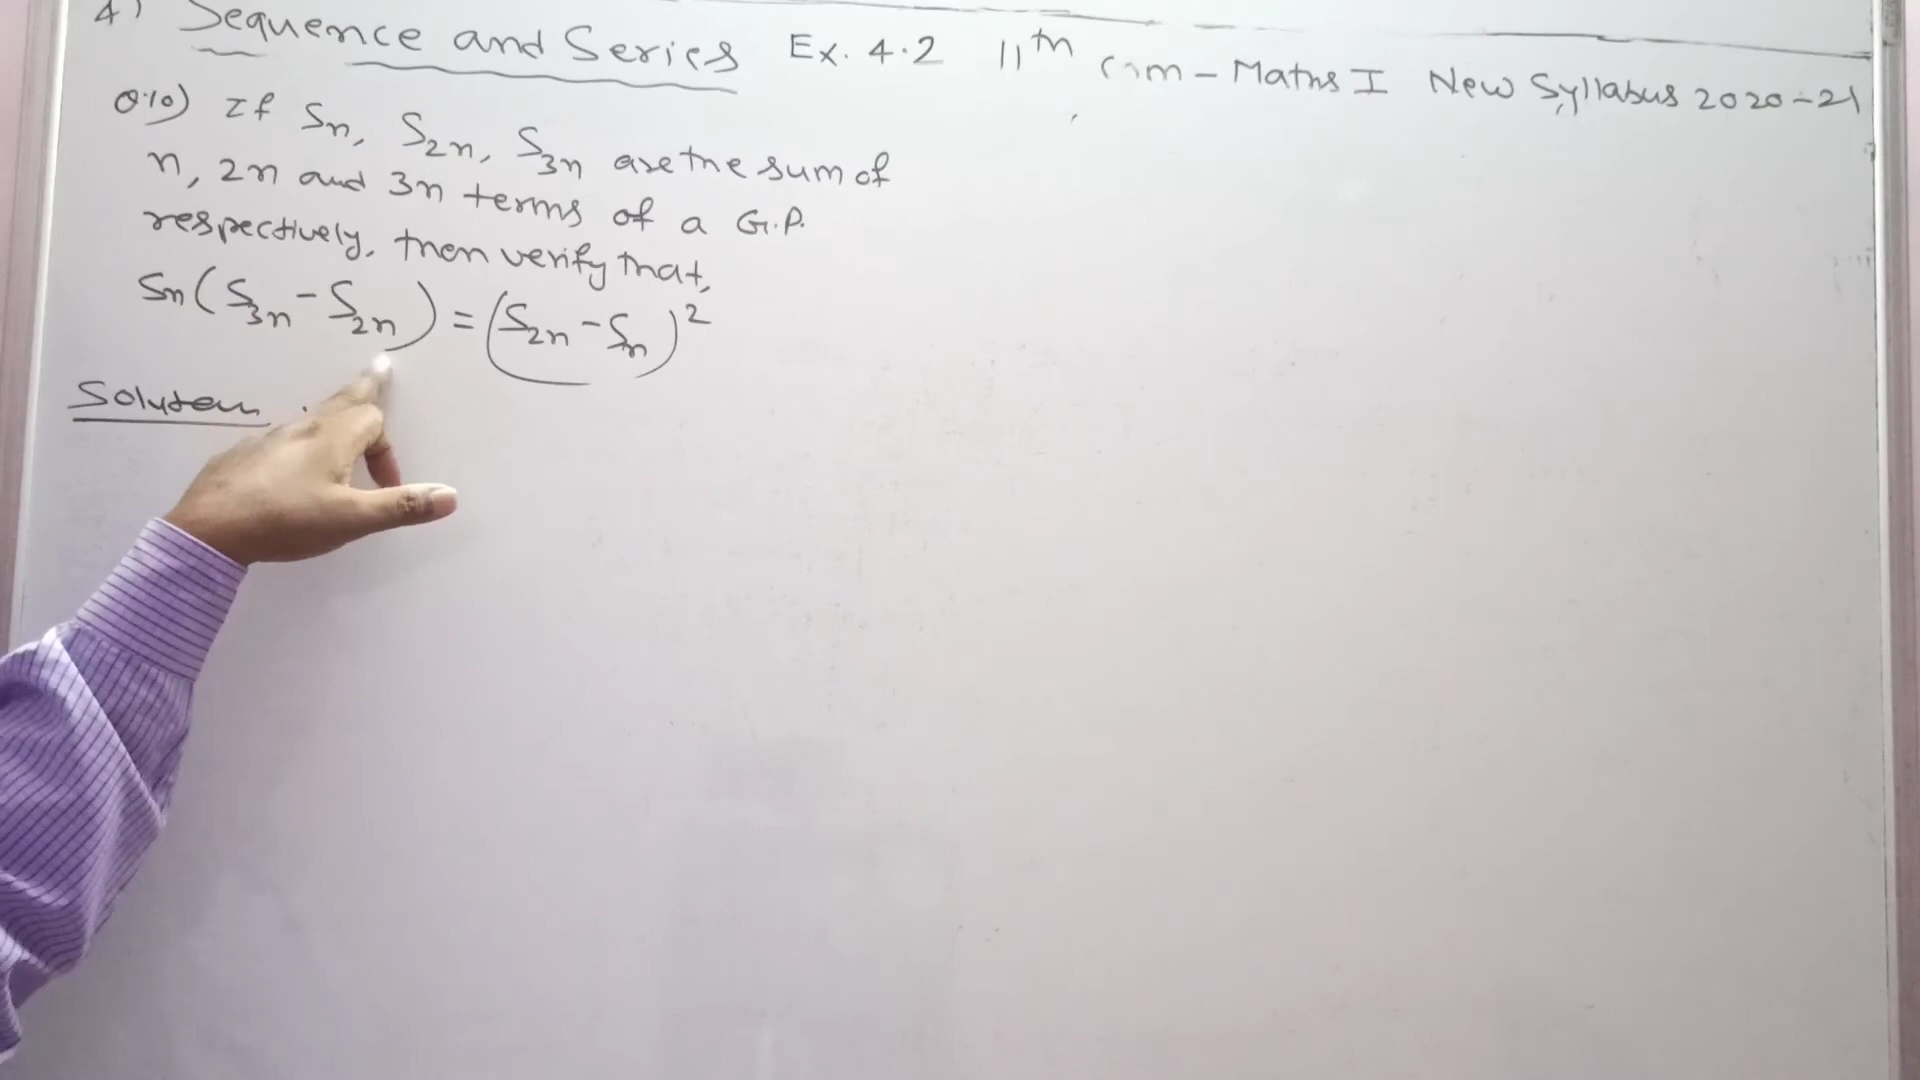 4) Sequence and Series Ex. 4.2 11th com - Maths I New Syllabus 2020-21
Q.10) If Sn, S2n, S3n are the sum of
n, 2n and 3n terms of a G.P.
respectively, then verify that,
Sn(S3n - S2n) = (S2n - Sn)²
Solution